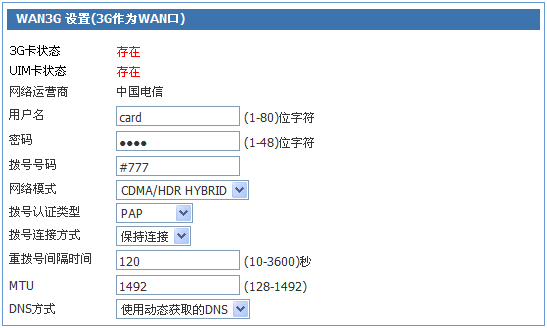 WAN3G 设置(3G作为WAN口)
3G卡状态 存在
UIM卡状态 存在
网络运营商 中国电信
用户名 card (1-80)位字符
密码 ●●●● (1-48)位字符
拨号号码 #777
网络模式 CDMA/HDR HYBRID
拨号认证类型 PAP
拨号连接方式 保持连接
重拨号间隔时间 120 (10-3600)秒
MTU 1492 (128-1492)
DNS方式 使用动态获取的DNS